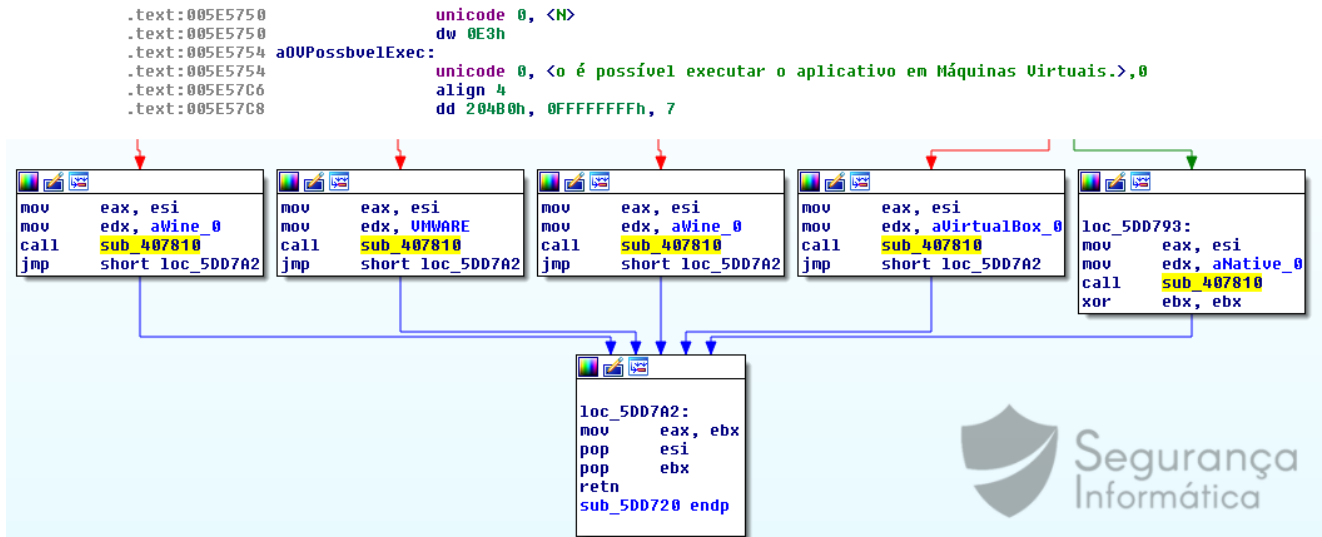 .text:005E5750 unicode 0, <N>
.text:005E5750 dw 0E3h
.text:005E5754 aOVPossbvelExec:
.text:005E5754 unicode 0, <o é possível executar o aplicativo em Máquinas Virtuais.>,0
.text:005E57C6 align 4
.text:005E57C8 dd 204B0h, 0FFFFFFFFh, 7
mov eax, esi
mov edx, aWine_0
call sub_407810
jmp short loc_5DD7A2
mov eax, esi
mov edx, VMWARE
call sub_407810
jmp short loc_5DD7A2
mov eax, esi
mov edx, aWine_0
call sub_407810
jmp short loc_5DD7A2
mov eax, esi
mov edx, aVirtualBox_0
call sub_407810
jmp short loc_5DD7A2
loc_5DD793:
mov eax, esi
mov edx, aNative_0
call sub_407810
xor ebx, ebx
loc_5DD7A2:
mov eax, ebx
pop esi
pop ebx
retn
sub_5DD720 endp
Segurança
Informática